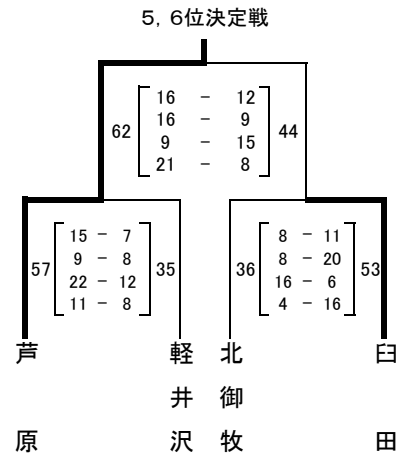 5，6位決定戦
62 16 － 12 44
16 － 9
9 － 15
21 － 8
57 15 － 7 35
9 － 8
22 － 12
11 － 8
36 8 － 11 53
8 － 20
16 － 6
4 － 16
芦原
軽井沢
北御牧
臼田